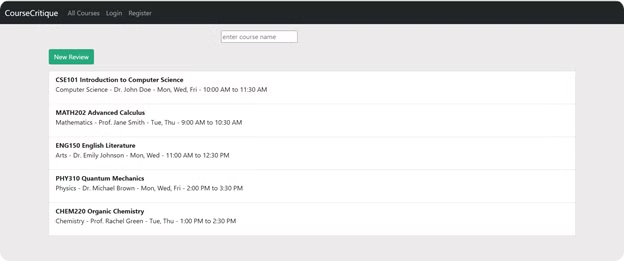 CourseCritique All Courses Login Register
enter course name
New Review
CSE101 Introduction to Computer Science
Computer Science - Dr. John Doe - Mon, Wed, Fri - 10:00 AM to 11:30 AM
MATH202 Advanced Calculus
Mathematics - Prof. Jane Smith - Tue, Thu - 9:00 AM to 10:30 AM
ENG150 English Literature
Arts - Dr. Emily Johnson - Mon, Wed - 11:00 AM to 12:30 PM
PHY310 Quantum Mechanics
Physics - Dr. Michael Brown - Mon, Wed, Fri - 2:00 PM to 3:30 PM
CHEM220 Organic Chemistry
Chemistry - Prof. Rachel Green - Tue, Thu - 1:00 PM to 2:30 PM